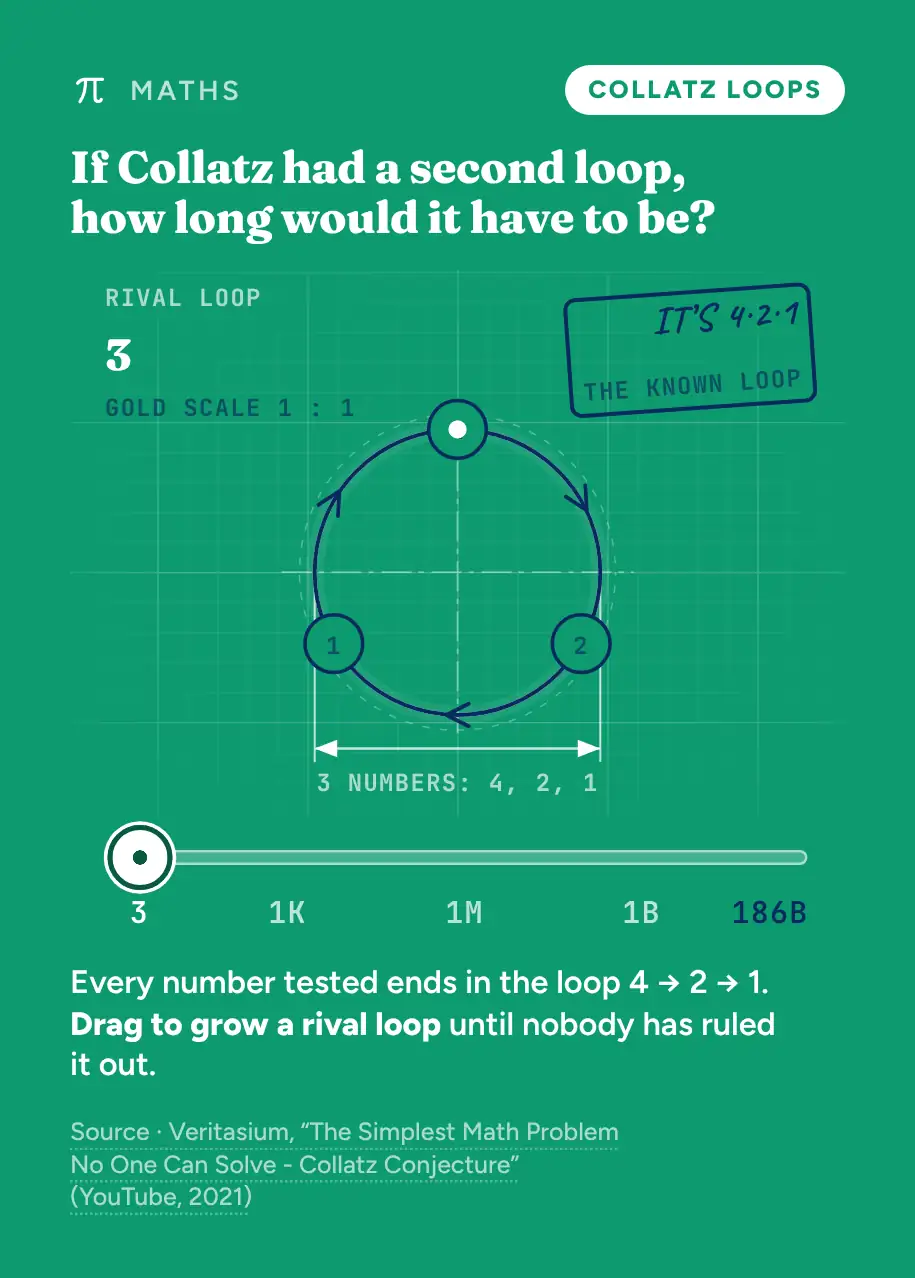 π MATHS
COLLATZ LOOPS
If Collatz had a second loop,
how long would it have to be?
RIVAL LOOP
3
GOLD SCALE 1 : 1
IT'S 4·2·1
THE KNOWN LOOP
1
2
3 NUMBERS: 4, 2, 1
3 1K 1M 1B 186B
Every number tested ends in the loop 4 → 2 → 1.
Drag to grow a rival loop until nobody has ruled
it out.
Source · Veritasium, “The Simplest Math Problem
No One Can Solve - Collatz Conjecture”
(YouTube, 2021)